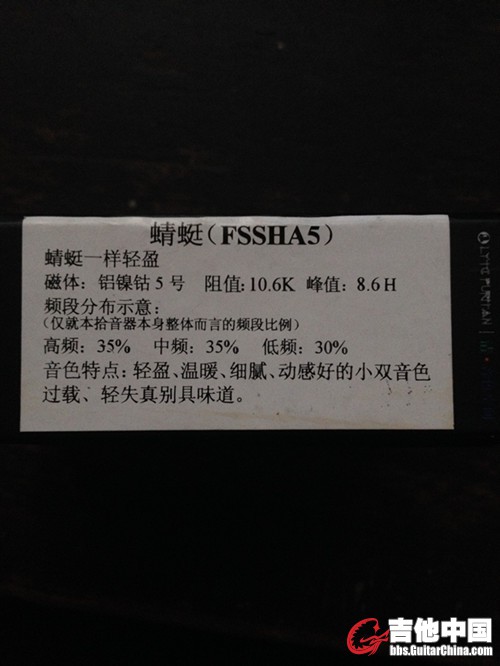 蜻蜓（FSSHA5）
蜻蜓一样轻盈
磁体：铝镍钴5号 阻值:10.6K 峰值：8.6H
频段分布示意：
（仅就本拾音器本身整体而言的频段比例）
高频：35% 中频：35% 低频：30%
音色特点：轻盈、温暖、细腻、动感好的小双音色
过载、轻失真别具味道。
吉他中国
bbs.GuitarChina.com